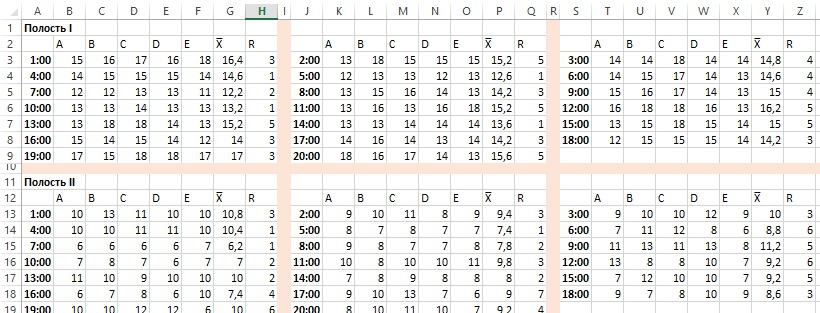 A B C D E F G H I J K L M N O P Q R S T U V W X Y Z
1 Полость I
2 A B C D E X̅ R A B C D E X̅ R A B C D E X̅ R
3 1:00 15 16 17 16 18 16,4 3 2:00 13 18 15 15 15 15,2 5 3:00 14 14 18 14 14 14,8 4
4 4:00 14 15 15 15 14 14,6 1 5:00 12 13 13 12 13 12,6 1 6:00 14 15 17 14 13 14,6 4
5 7:00 12 12 13 13 11 12,2 2 8:00 13 15 16 14 13 14,2 3 9:00 15 16 17 14 13 15 4
6 10:00 13 13 14 13 13 13,2 1 11:00 13 16 13 16 18 15,2 5 12:00 16 18 18 16 13 16,2 5
7 13:00 13 18 18 14 13 15,2 5 14:00 13 13 14 14 14 13,6 1 15:00 13 15 18 15 14 15 5
8 16:00 15 14 15 14 12 14 3 17:00 14 16 14 13 14 14,2 3 18:00 12 15 15 15 14 14,2 3
9 19:00 17 15 18 18 17 17 3 20:00 18 16 17 14 13 15,6 5
10
11 Полость II
12 A B C D E X̅ R A B C D E X̅ R A B C D E X̅ R
13 1:00 10 13 11 10 10 10,8 3 2:00 9 10 11 8 9 9,4 3 3:00 9 10 10 12 9 10 3
14 4:00 10 10 11 11 10 10,4 1 5:00 8 7 8 7 7 7,4 1 6:00 7 11 12 8 6 8,8 6
15 7:00 6 6 6 6 7 6,2 1 8:00 9 8 7 7 8 7,8 2 9:00 11 13 11 13 8 11,2 5
16 10:00 7 8 7 6 7 7 2 11:00 10 8 10 10 11 9,8 3 12:00 13 8 8 10 7 9,2 6
17 13:00 11 10 9 10 10 10 2 14:00 7 8 9 8 8 8 2 15:00 7 12 10 10 7 9,2 5
18 16:00 6 7 8 6 10 7,4 4 17:00 9 10 13 7 6 9 7 18:00 9 7 8 10 9 8,6 3
19 19:00 10 10 12 12 6 10 6 20:00 8 10 11 10 7 9,2 4